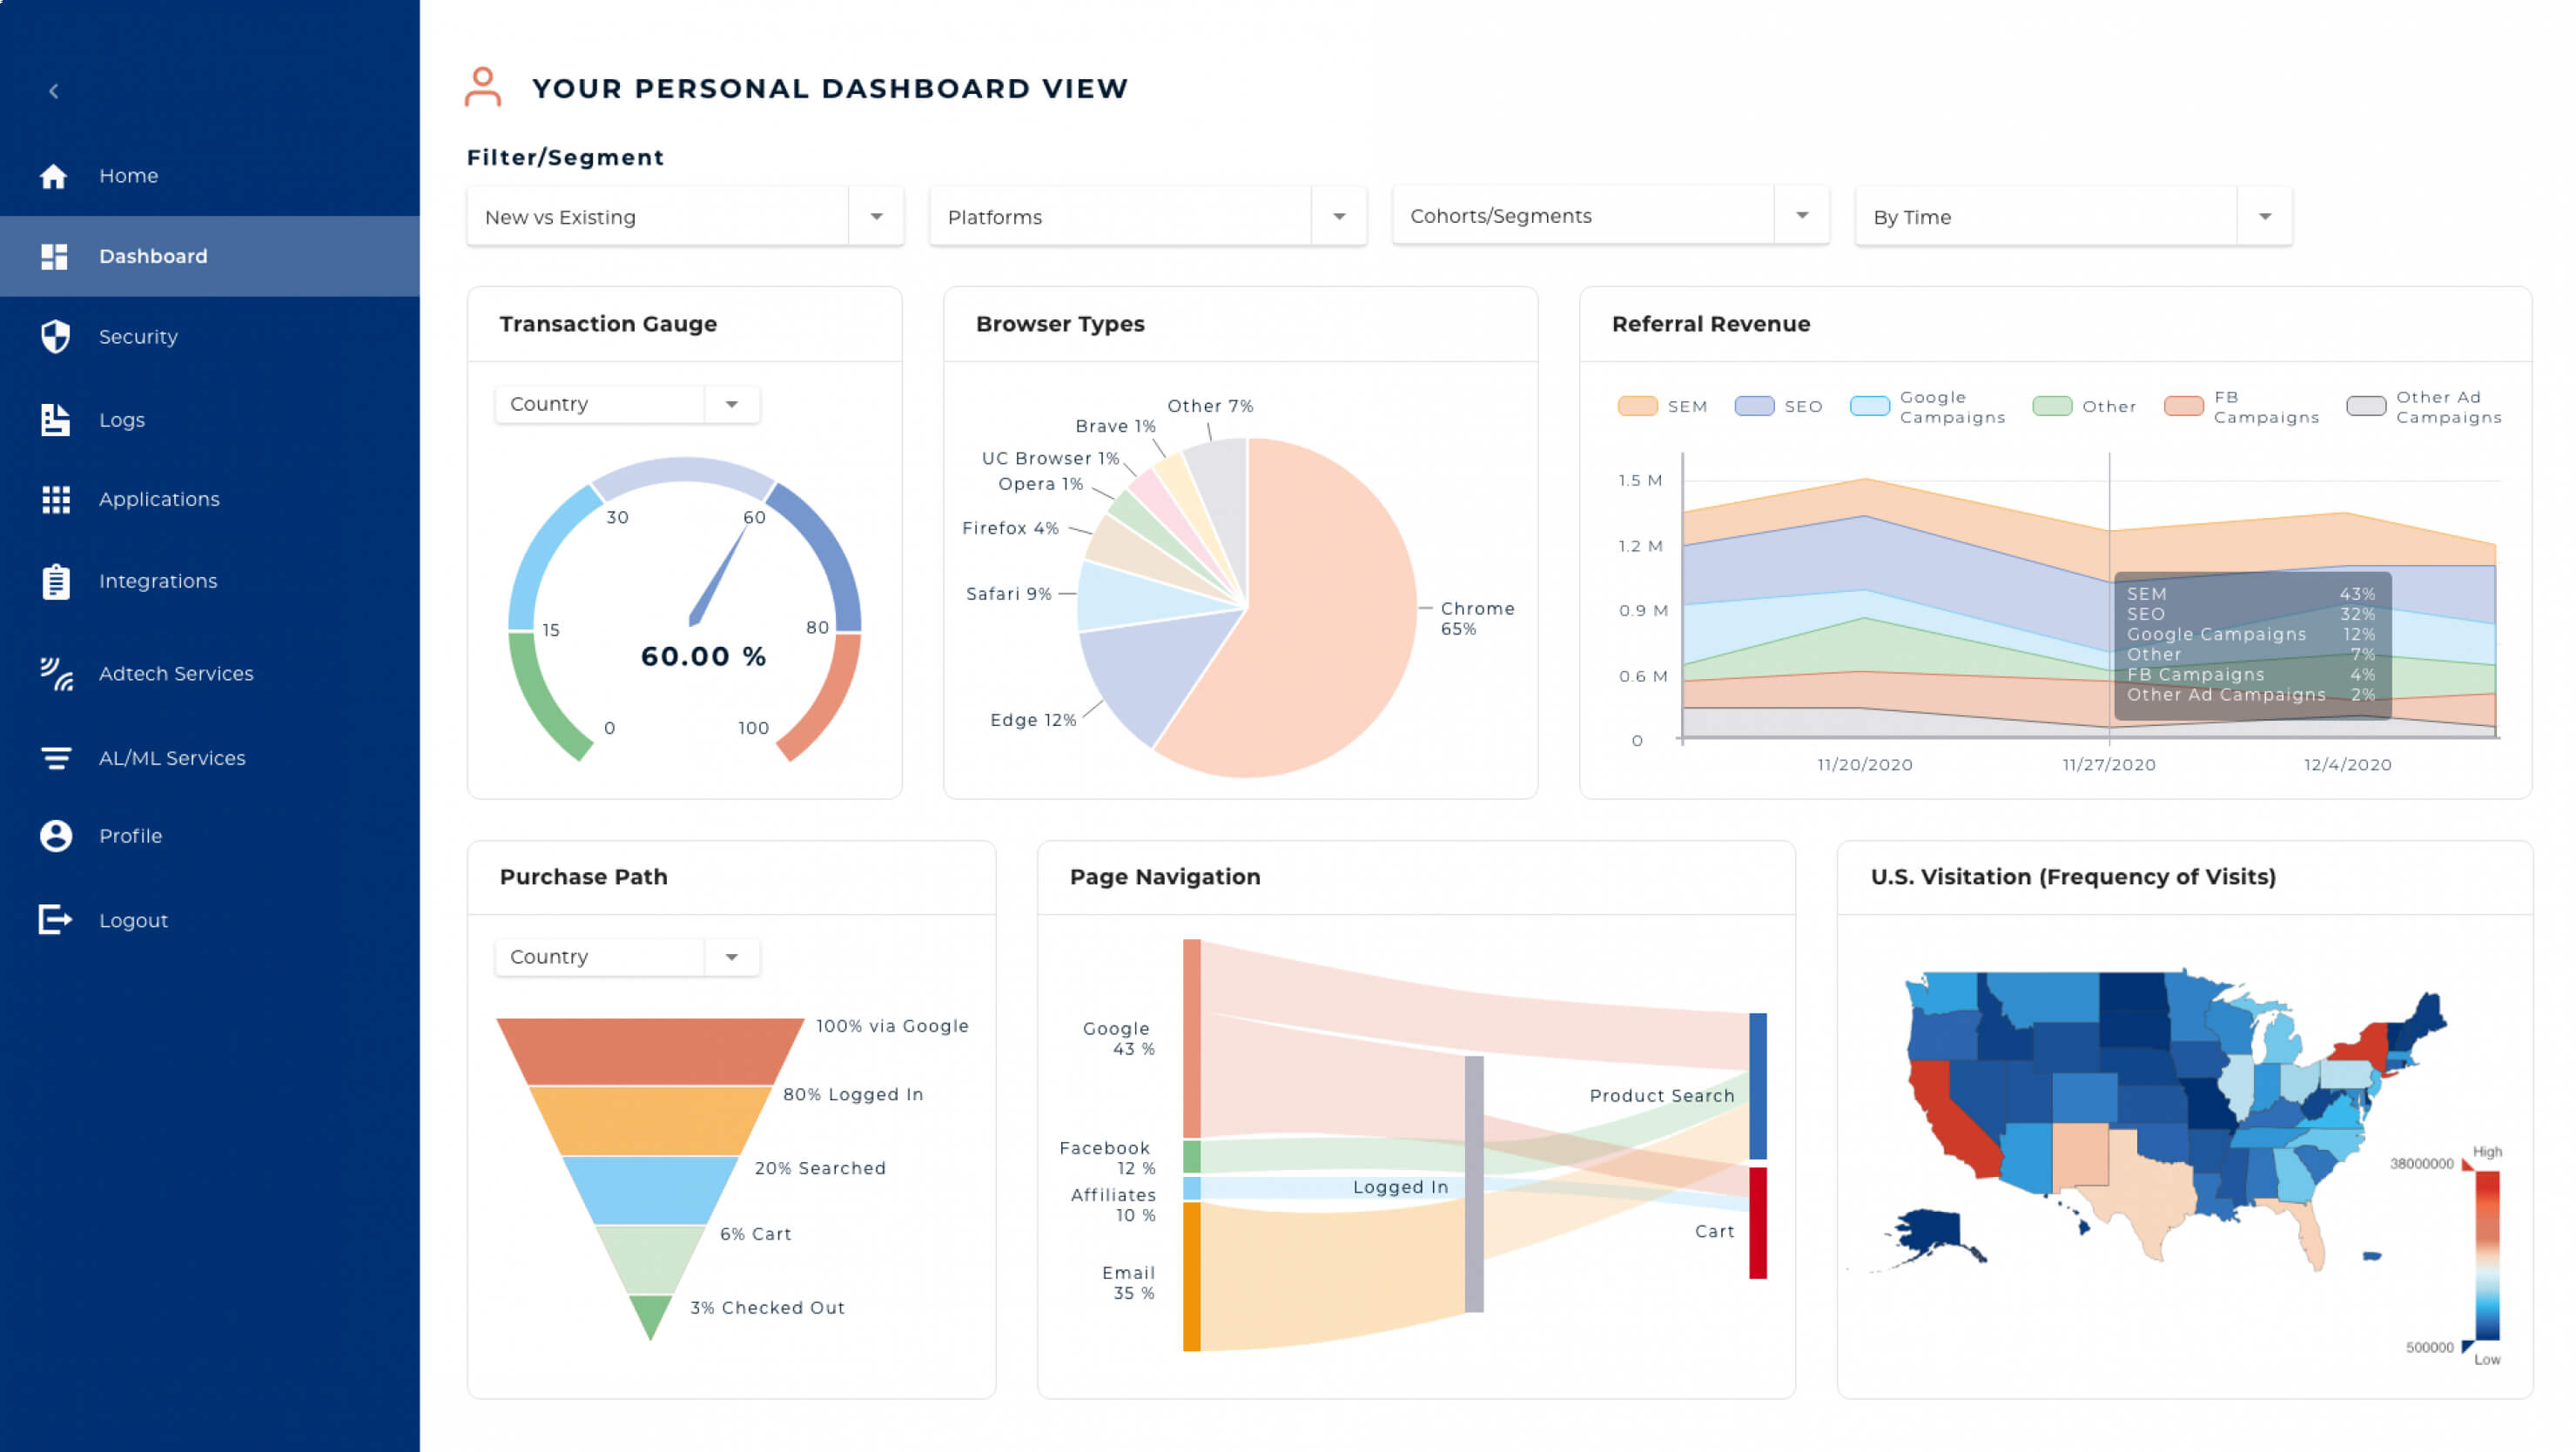 Home
Dashboard
Security
Logs
Applications
Integrations
Adtech Services
AL/ML Services
Profile
Logout
YOUR PERSONAL DASHBOARD VIEW
Filter/Segment
New vs Existing
Platforms
Cohorts/Segments
By Time
Transaction Gauge
Country
30
60
15
80
60.00 %
0
100
Browser Types
Other 7%
Brave 1%
UC Browser 1%
Opera 1%
Firefox 4%
Safari 9%
Edge 12%
Chrome
65%
Referral Revenue
SEM
SEO
Google
Campaigns
Other
FB
Campaigns
Other Ad
Campaigns
1.5 M
1.2 M
0.9 M
0.6 M
0
SEM 43%
SEO 32%
Google Campaigns 12%
Other 7%
FB Campaigns 4%
Other Ad Campaigns 2%
11/20/2020
11/27/2020
12/4/2020
Purchase Path
Country
100% via Google
80% Logged In
20% Searched
6% Cart
3% Checked Out
Page Navigation
Google
43 %
Facebook
12 %
Affiliates
10 %
Email
35 %
Logged In
Product Search
Cart
U.S. Visitation (Frequency of Visits)
High
38000000
500000
Low